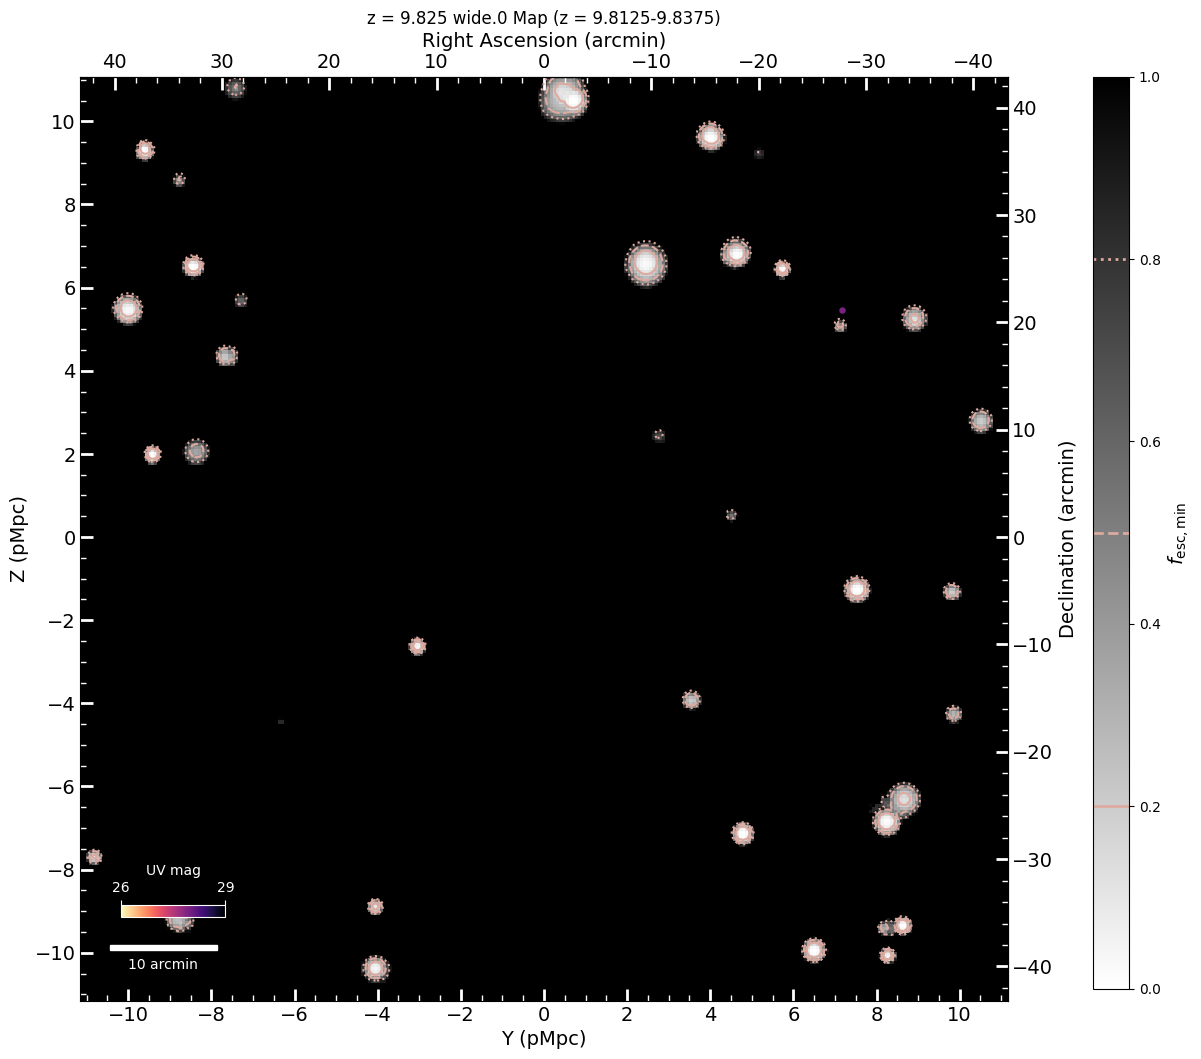 z = 9.825 wide.0 Map (z = 9.8125-9.8375)
Right Ascension (arcmin)
40 30 20 10 0 −10 −20 −30 −40
10
8
6
4
2
0
−2
−4
−6
−8
−10
Z (pMpc)
UV mag
26 29
10 arcmin
−10 −8 −6 −4 −2 0 2 4 6 8 10
Y (pMpc)
40
30
20
10
0
−10
−20
−30
−40
Declination (arcmin)
1.0
0.8
0.6
0.4
0.2
0.0
fesc,min